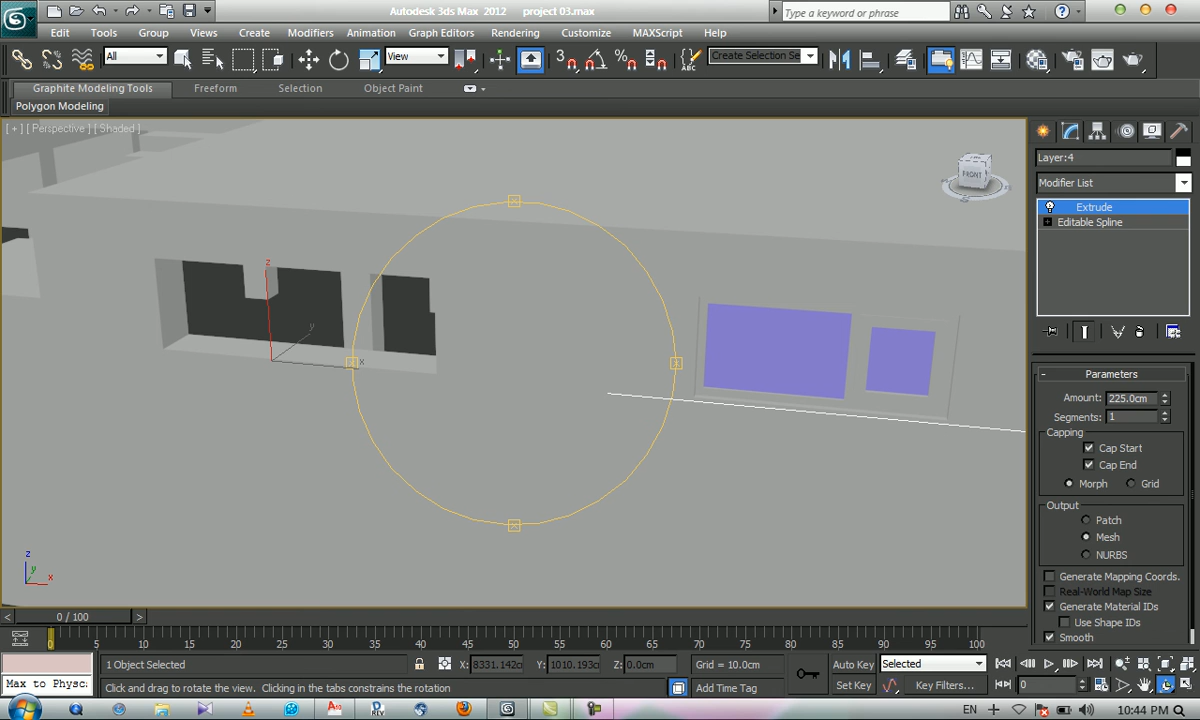 Autodesk 3ds Max 2012 project 03.max
Type a keyword or phrase
Edit Tools Group Views Create Modifiers Animation Graph Editors Rendering Customize MAXScript Help
All
View
3
ABC
Create Selection Se
Graphite Modeling Tools Freeform Selection Object Paint
Polygon Modeling
[ + ] [ Perspective ] [ Shaded ]
FRONT
z
y
x
z
y
x
Layer:4
Modifier List
Extrude
Editable Spline
- Parameters
Amount: 225.0cm
Segments: 1
Capping
Cap Start
Cap End
Morph Grid
Output
Patch
Mesh
NURBS
Generate Mapping Coords.
Real-World Map Size
Generate Material IDs
Use Shape IDs
Smooth
< 0 / 100 >
0 5 10 15 20 25 30 35 40 45 50 55 60 65 70 75 80 85 90 95 100
1 Object Selected
X: 8331.142c Y: 1010.193c Z: 0.0cm
Grid = 10.0cm
Auto Key Selected
Max to Physc
Click and drag to rotate the view. Clicking in the tabs constrains the rotation
Add Time Tag
Set Key Key Filters... 0
EN
10:44 PM